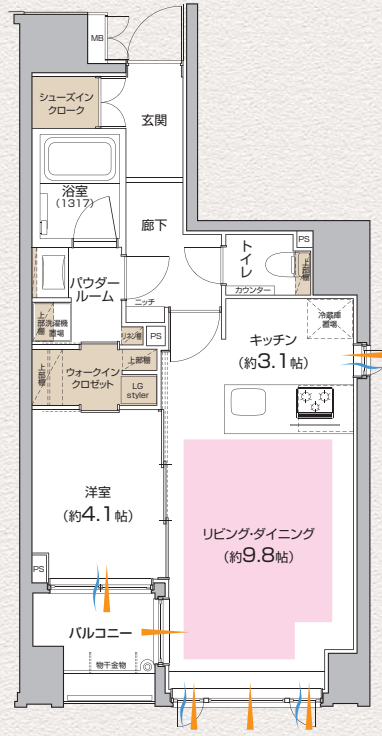 MB
シューズイン
クローク
玄関
浴室
(1317)
廊下
トイレ
PS
上部棚
カウンター
パウダー
ルーム
ニッチ
上部棚
洗濯機
置場
リネン庫
PS
キッチン
(約3.1帖)
冷蔵庫
置場
上部棚
ウォークイン
クロゼット
上部棚
LG
styler
洋室
(約4.1帖)
リビング・ダイニング
(約9.8帖)
PS
バルコニー
物干金物